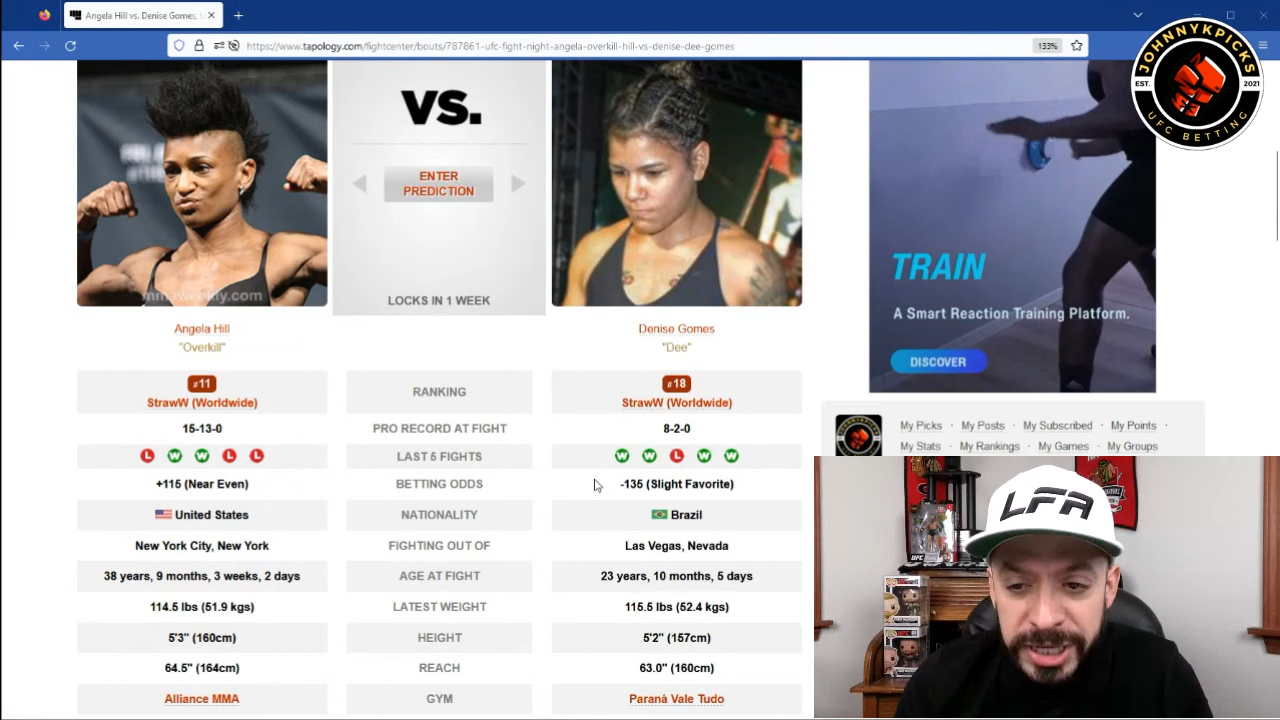 Angela Hill vs. Denise Gomes,
https://www.tapology.com/fightcenter/bouts/787861-ufc-fight-night-angela-overkill-hill-vs-denise-dee-gomes
133%
JOHNNYKPICKS
EST. 2021
UFC BETTING
VS.
ENTER
PREDICTION
LOCKS IN 1 WEEK
mmaweekly.com
TRAIN
A Smart Reaction Training Platform.
DISCOVER
Angela Hill
"Overkill"
Denise Gomes
"Dee"
#11 RANKING #18
StrawW (Worldwide) StrawW (Worldwide)
15-13-0 PRO RECORD AT FIGHT 8-2-0
L W W L L LAST 5 FIGHTS W W L W W
+115 (Near Even) BETTING ODDS -135 (Slight Favorite)
United States NATIONALITY Brazil
New York City, New York FIGHTING OUT OF Las Vegas, Nevada
38 years, 9 months, 3 weeks, 2 days AGE AT FIGHT 23 years, 10 months, 5 days
114.5 lbs (51.9 kgs) LATEST WEIGHT 115.5 lbs (52.4 kgs)
5'3" (160cm) HEIGHT 5'2" (157cm)
64.5" (164cm) REACH 63.0" (160cm)
Alliance MMA GYM Paraná Vale Tudo
My Picks · My Posts · My Subscribed · My Points ·
My Stats · My Rankings · My Games · My Groups
LFA